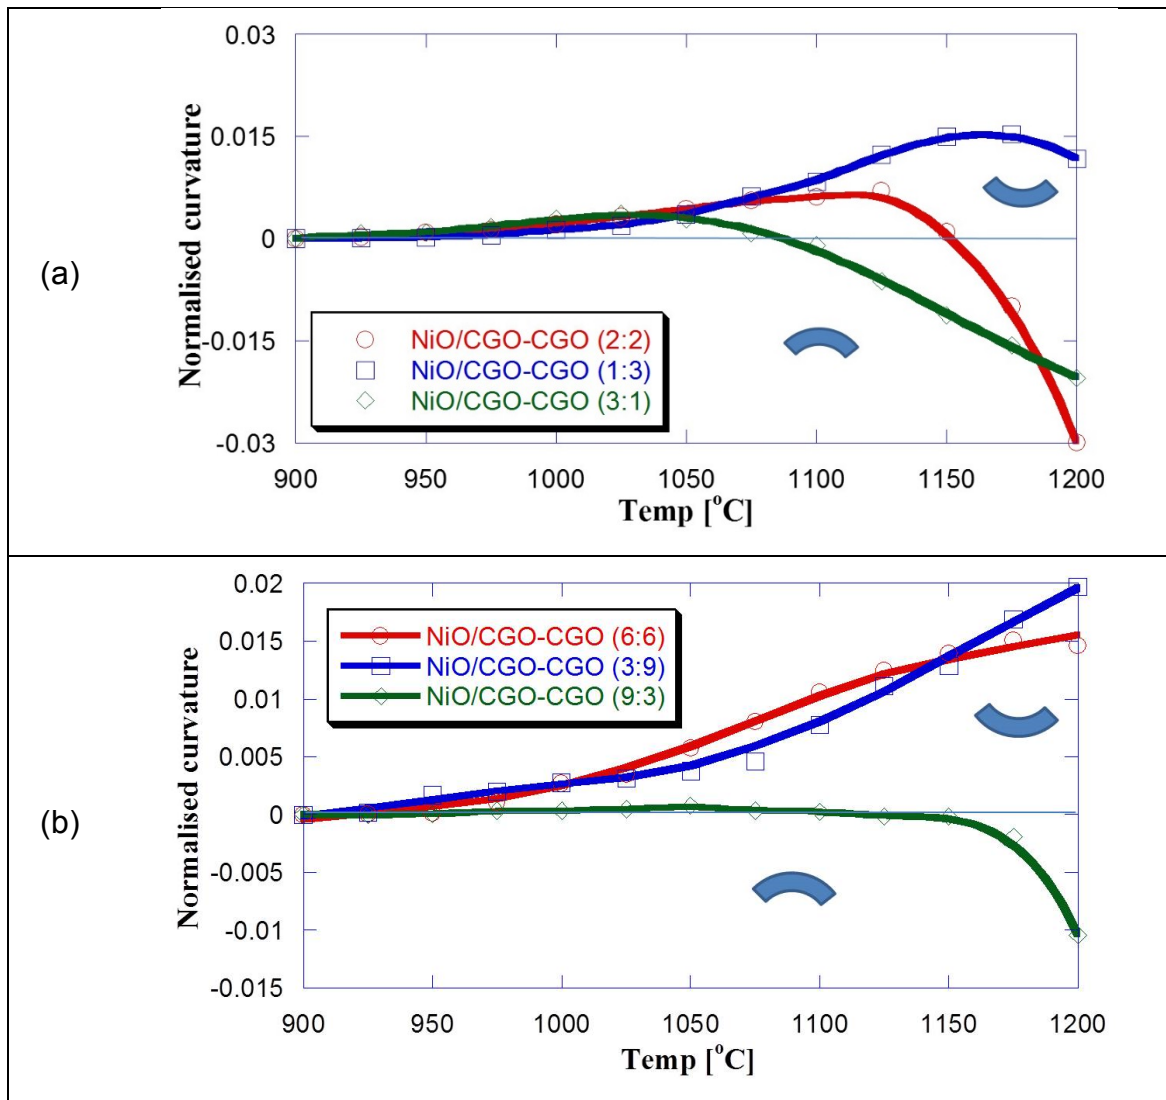 (a)
Normalised curvature
0.03
0.015
0
-0.015
-0.03
NiO/CGO-CGO (2:2)
NiO/CGO-CGO (1:3)
NiO/CGO-CGO (3:1)
900 950 1000 1050 1100 1150 1200
Temp [°C]
(b)
Normalised curvature
0.02
0.015
0.01
0.005
0
-0.005
-0.01
-0.015
NiO/CGO-CGO (6:6)
NiO/CGO-CGO (3:9)
NiO/CGO-CGO (9:3)
900 950 1000 1050 1100 1150 1200
Temp [°C]